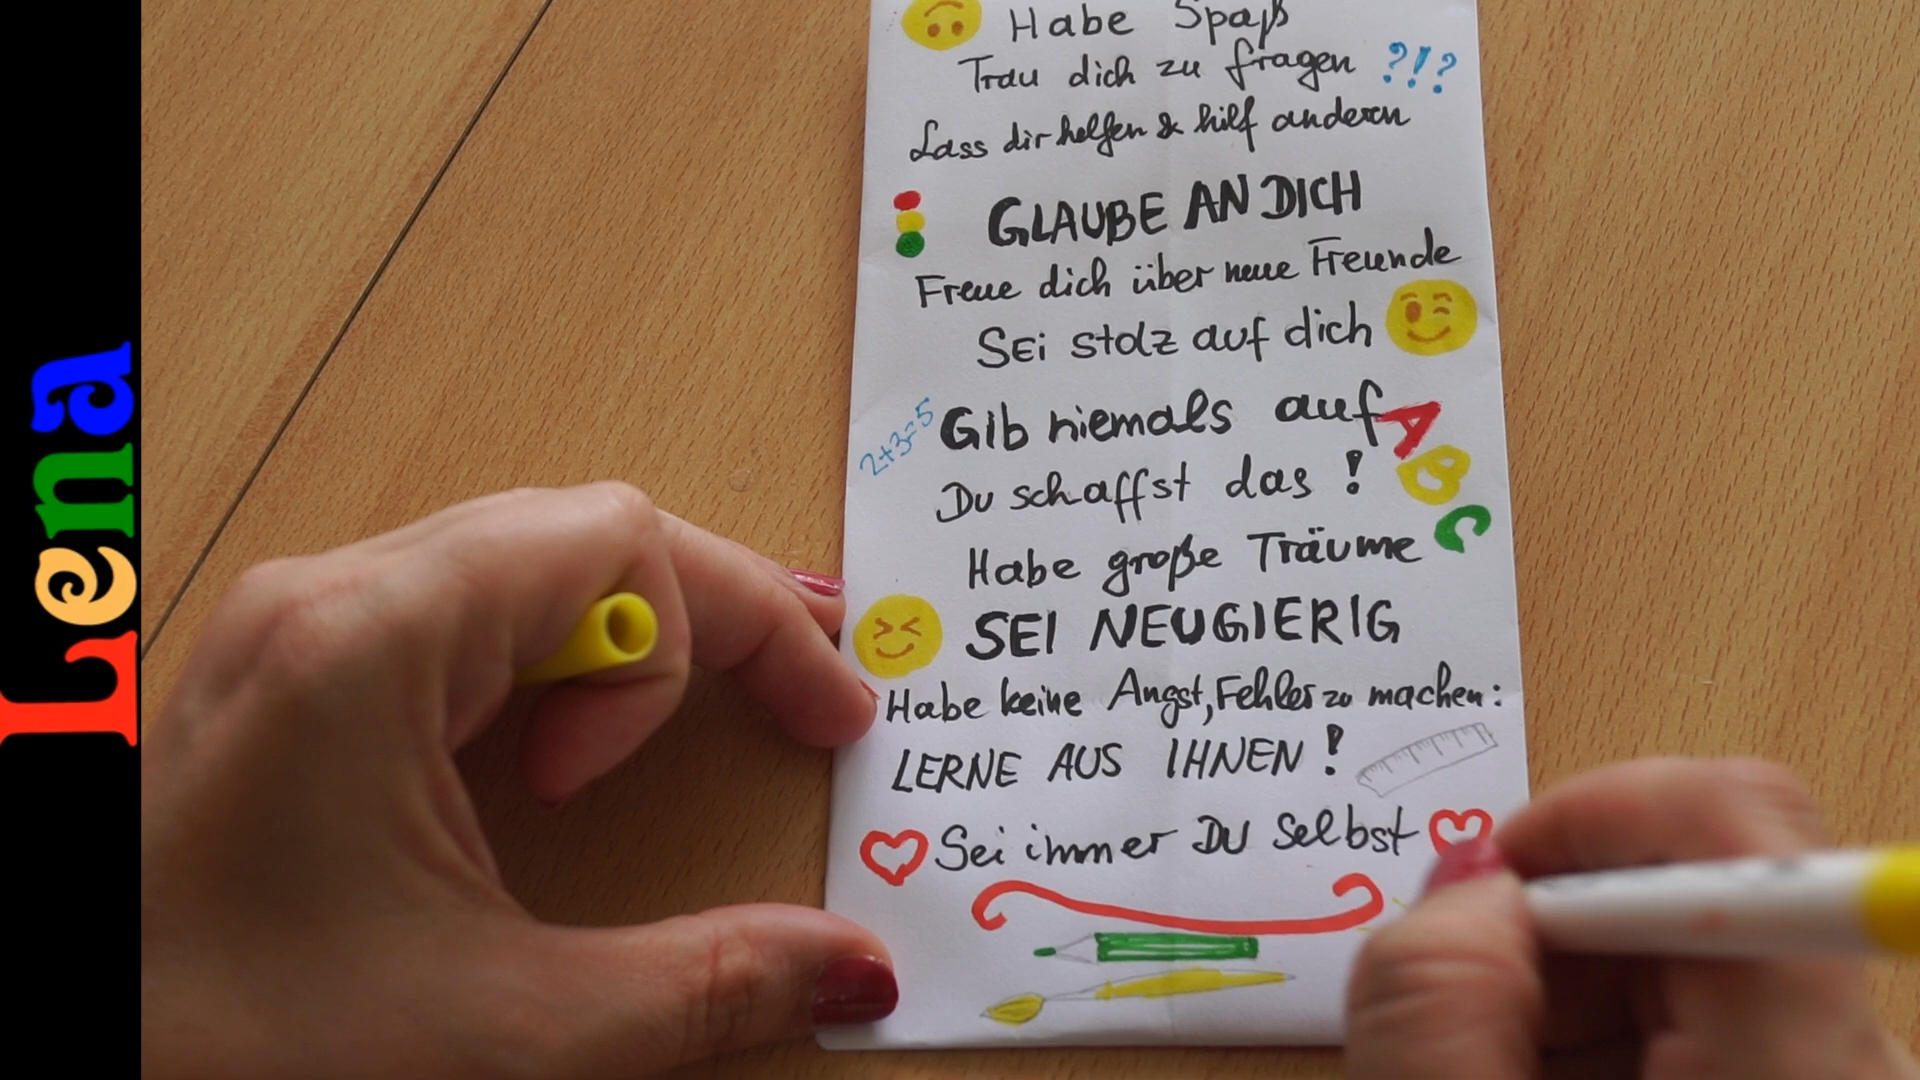 Habe Spaß
Trau dich zu fragen ?!?
Lass dir helfen & hilf anderen
GLAUBE AN DICH
Freue dich über neue Freunde
SEi stolz auf dich
2+3=5
Gib niemals auf
A
Du schaffst das !
B
Habe große Träume
C
SEI NEUGIERIG
Habe keine Angst, Fehler zu machen:
LERNE AUS IHNEN!
Sei immer DU Selbst
Lena